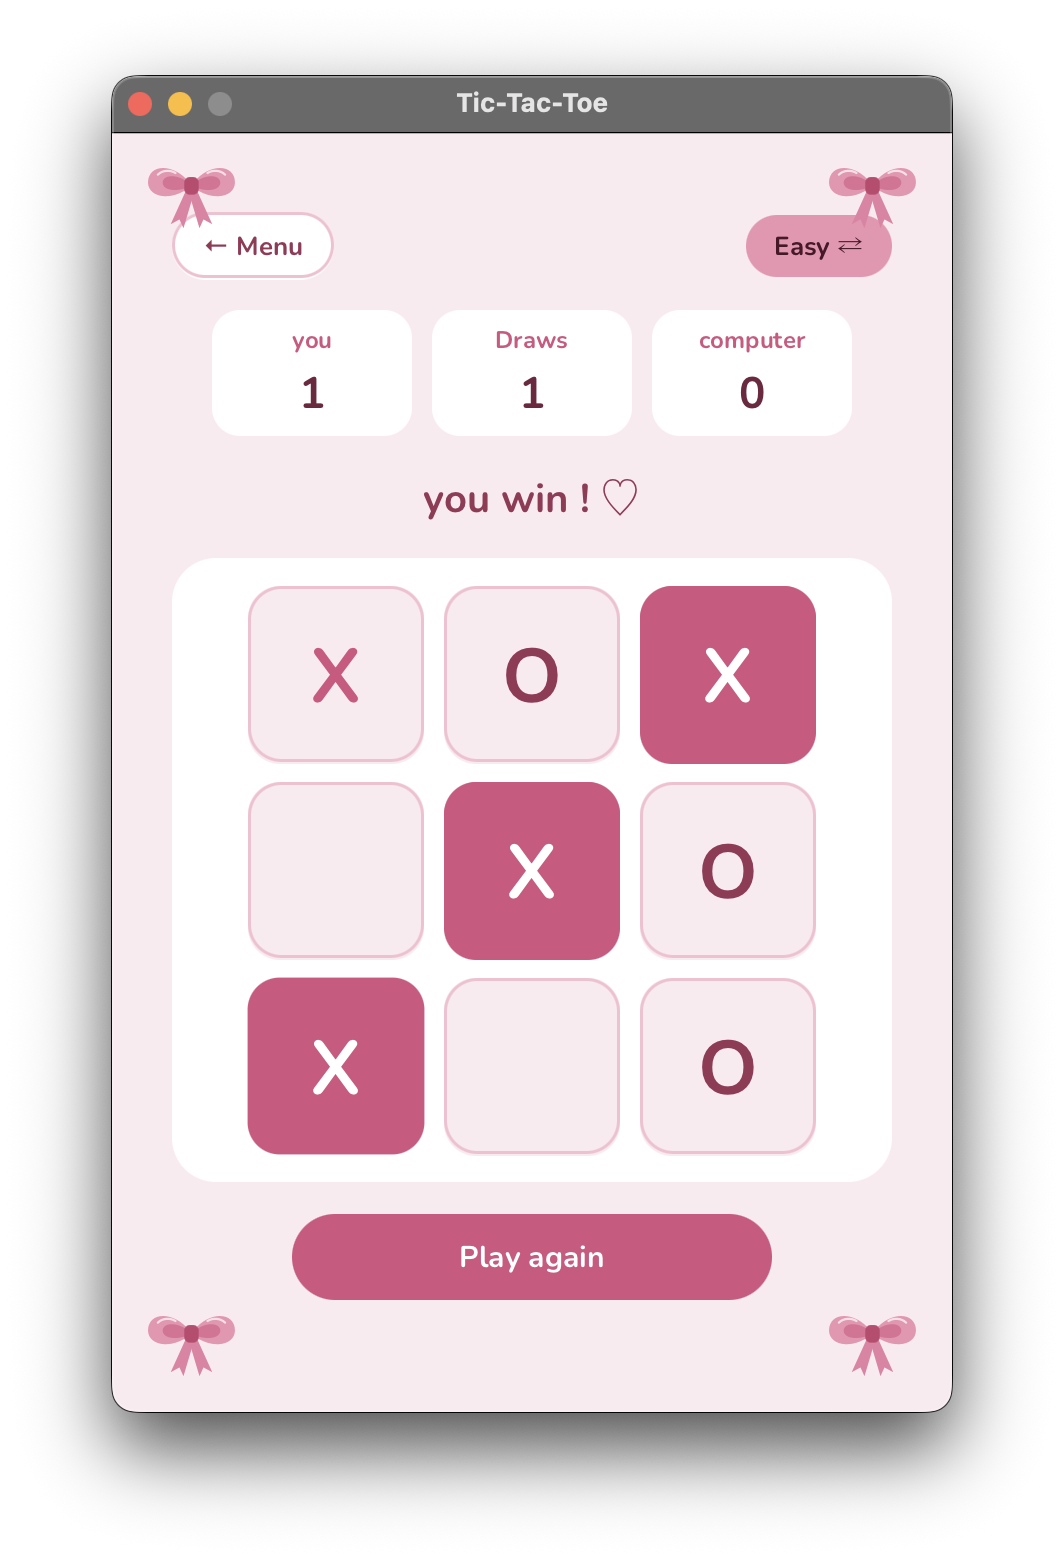 Tic-Tac-Toe
← Menu
Easy ⇄
you
Draws
computer
1
1
0
you win ! ♡
X O X
X O
X O
Play again